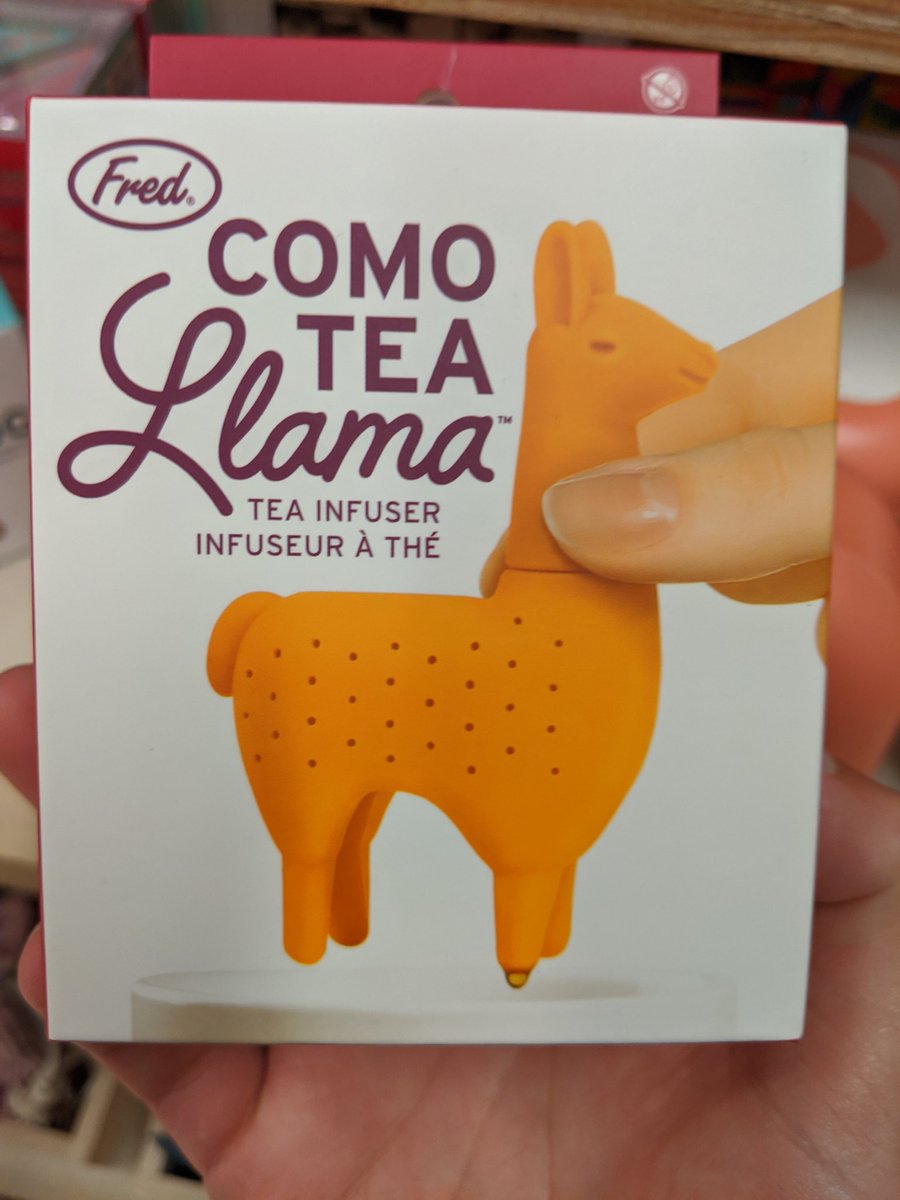 Fred®
COMO
TEA
Llama™
TEA INFUSER
INFUSEUR À THÉ